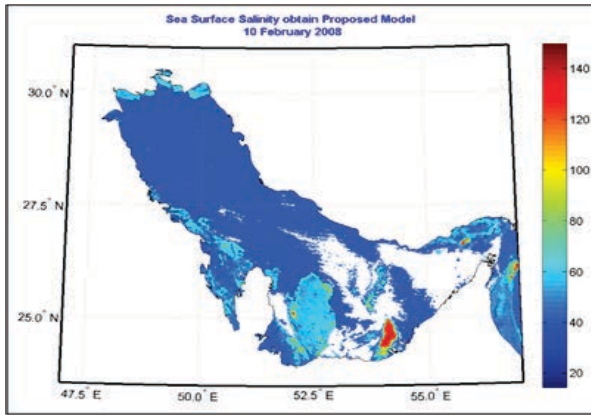 Sea Surface Salinity obtain Proposed Model
10 February 2008
30.0° N
27.5° N
25.0° N
47.5° E
50.0° E
52.5° E
55.0° E
140
120
100
80
60
40
20